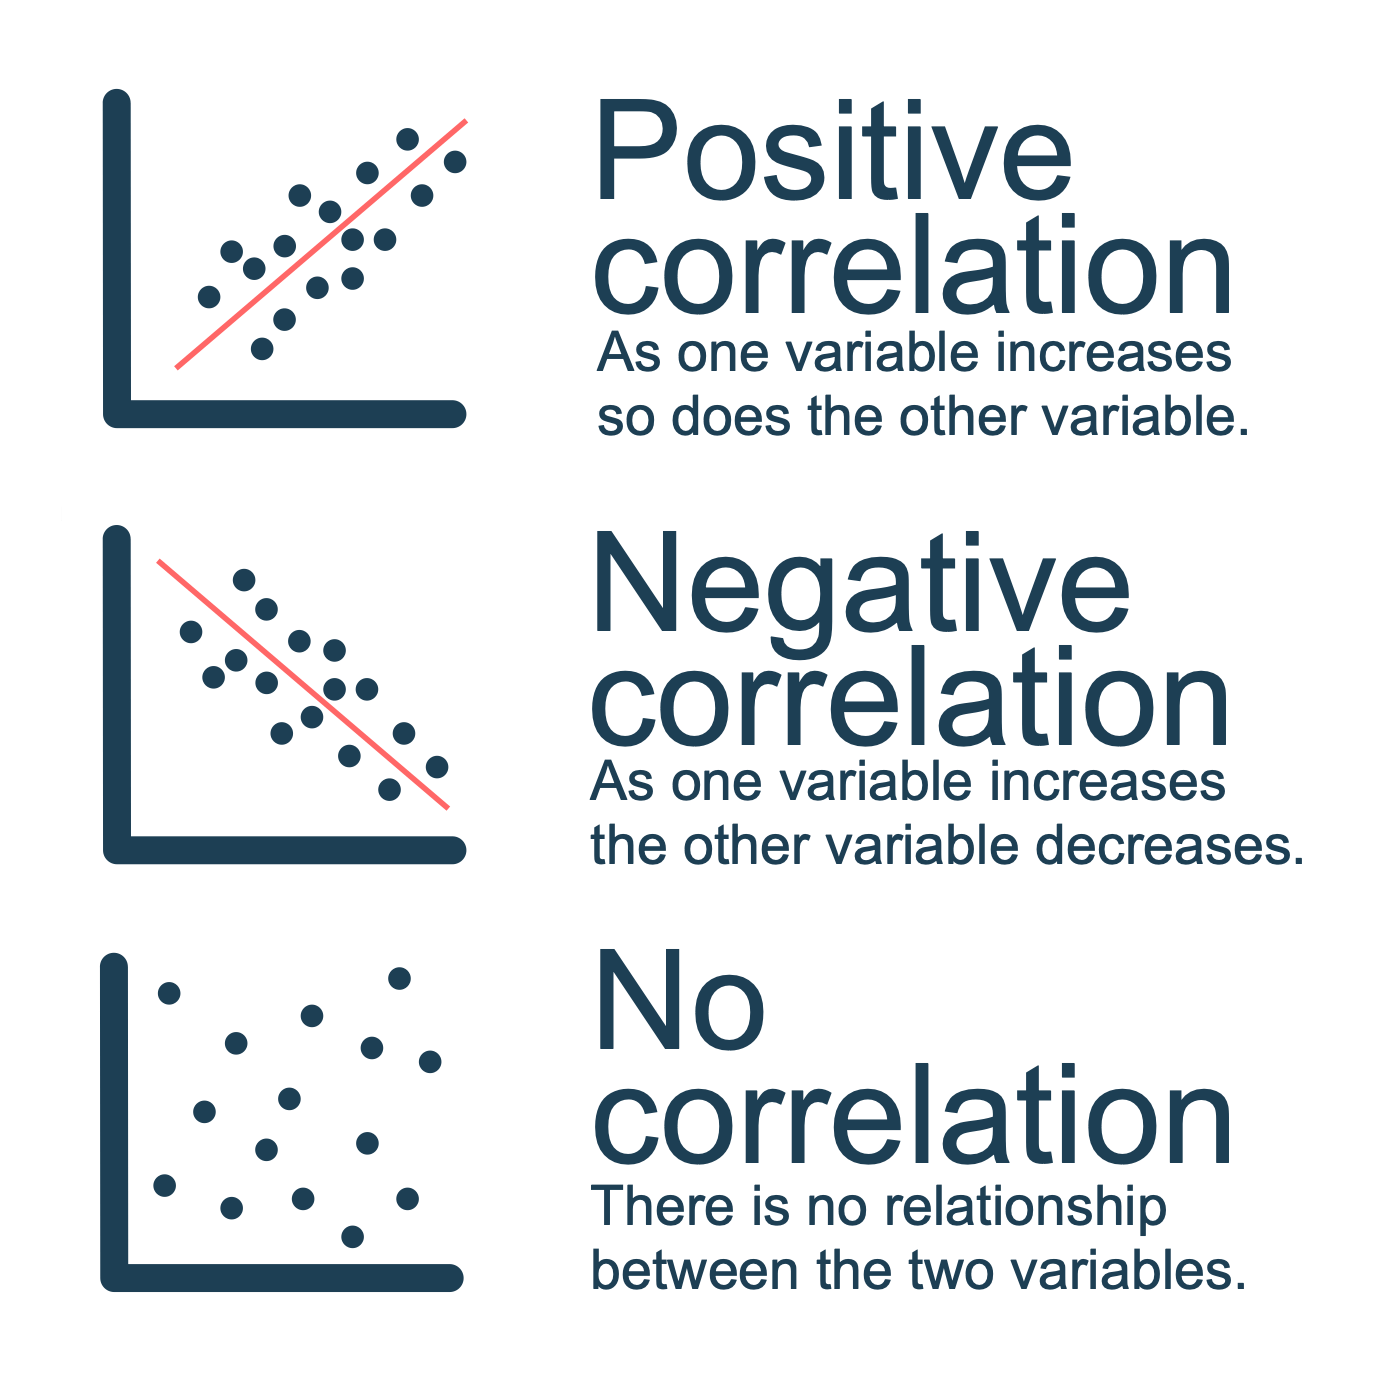 Positive
correlation
As one variable increases
so does the other variable.
Negative
correlation
As one variable increases
the other variable decreases.
No
correlation
There is no relationship
between the two variables.